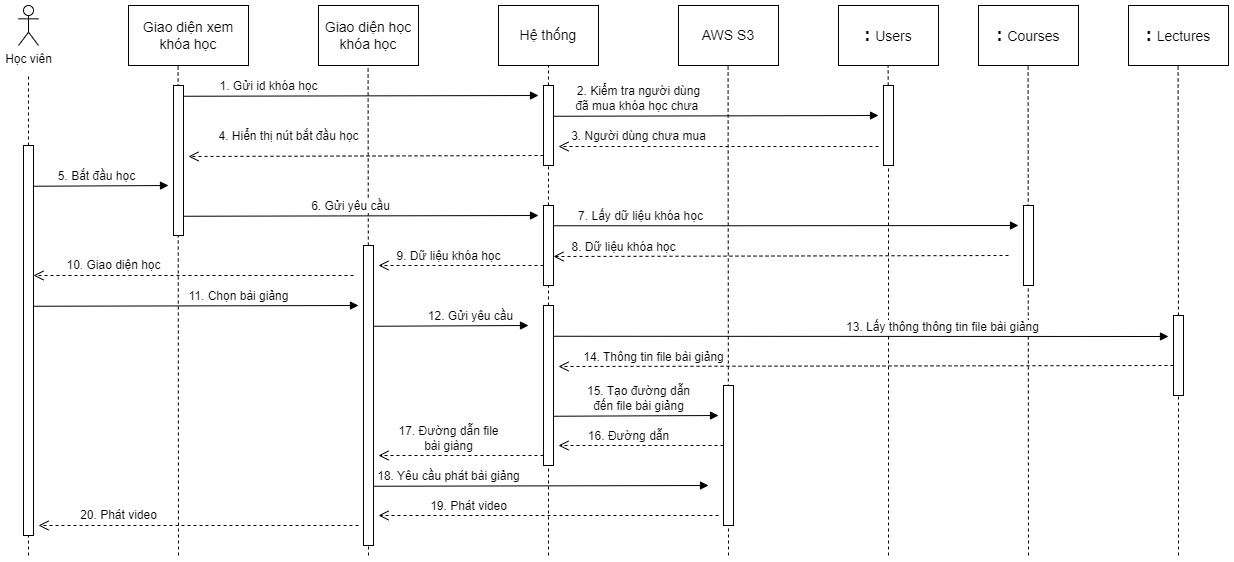 Học viên
Giao diện xem
khóa học
Giao diện học
khóa học
Hệ thống
AWS S3
: Users
: Courses
: Lectures
1. Gửi id khóa học
2. Kiểm tra người dùng
đã mua khóa học chưa
3. Người dùng chưa mua
4. Hiển thị nút bắt đầu học
5. Bắt đầu học
6. Gửi yêu cầu
7. Lấy dữ liệu khóa học
8. Dữ liệu khóa học
9. Dữ liệu khóa học
10. Giao diện học
11. Chọn bài giảng
12. Gửi yêu cầu
13. Lấy thông thông tin file bài giảng
14. Thông tin file bài giảng
15. Tạo đường dẫn
đến file bài giảng
16. Đường dẫn
17. Đường dẫn file
bài giảng
18. Yêu cầu phát bài giảng
19. Phát video
20. Phát video